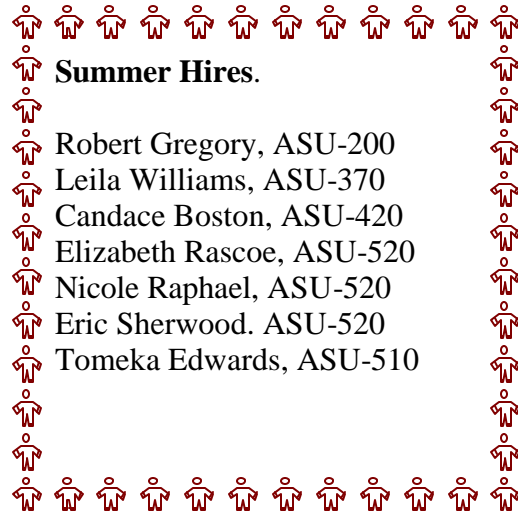 Summer Hires.
Robert Gregory, ASU-200
Leila Williams, ASU-370
Candace Boston, ASU-420
Elizabeth Rascoe, ASU-520
Nicole Raphael, ASU-520
Eric Sherwood. ASU-520
Tomeka Edwards, ASU-510